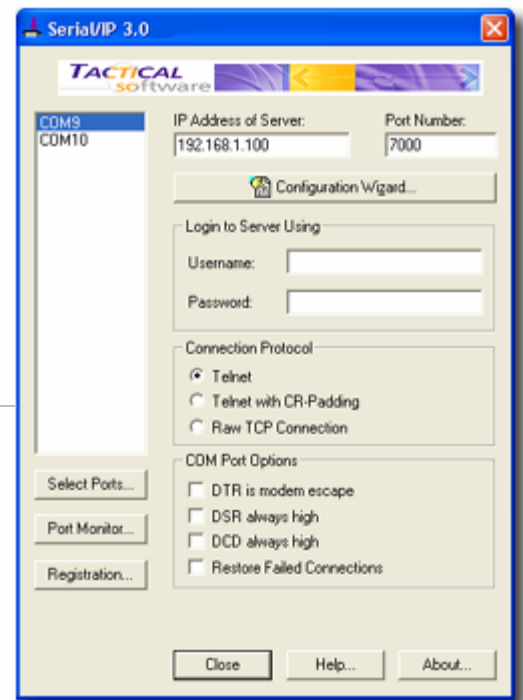 Serial/IP 3.0
TACTICAL
software
COM9
COM10
IP Address of Server:
Port Number:
192.168.1.100
7000
Configuration Wizard...
Login to Server Using
Username:
Password:
Connection Protocol
Telnet
Telnet with CR-Padding
Raw TCP Connection
COM Port Options
DTR is modem escape
DSR always high
DCD always high
Restore Failed Connections
Select Ports...
Port Monitor...
Registration...
Close
Help...
About...